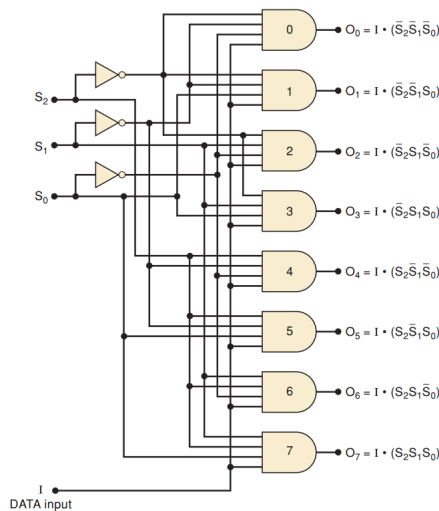 0
O₀ = I • (S̅₂S̅₁S̅₀)
1
O₁ = I • (S̅₂S̅₁S₀)
S₂
2
O₂ = I • (S̅₂S₁S̅₀)
S₁
S₀
3
O₃ = I • (S̅₂S₁S₀)
4
O₄ = I • (S₂S̅₁S̅₀)
5
O₅ = I • (S₂S̅₁S₀)
6
O₆ = I • (S₂S₁S̅₀)
7
O₇ = I • (S₂S₁S₀)
I
DATA input